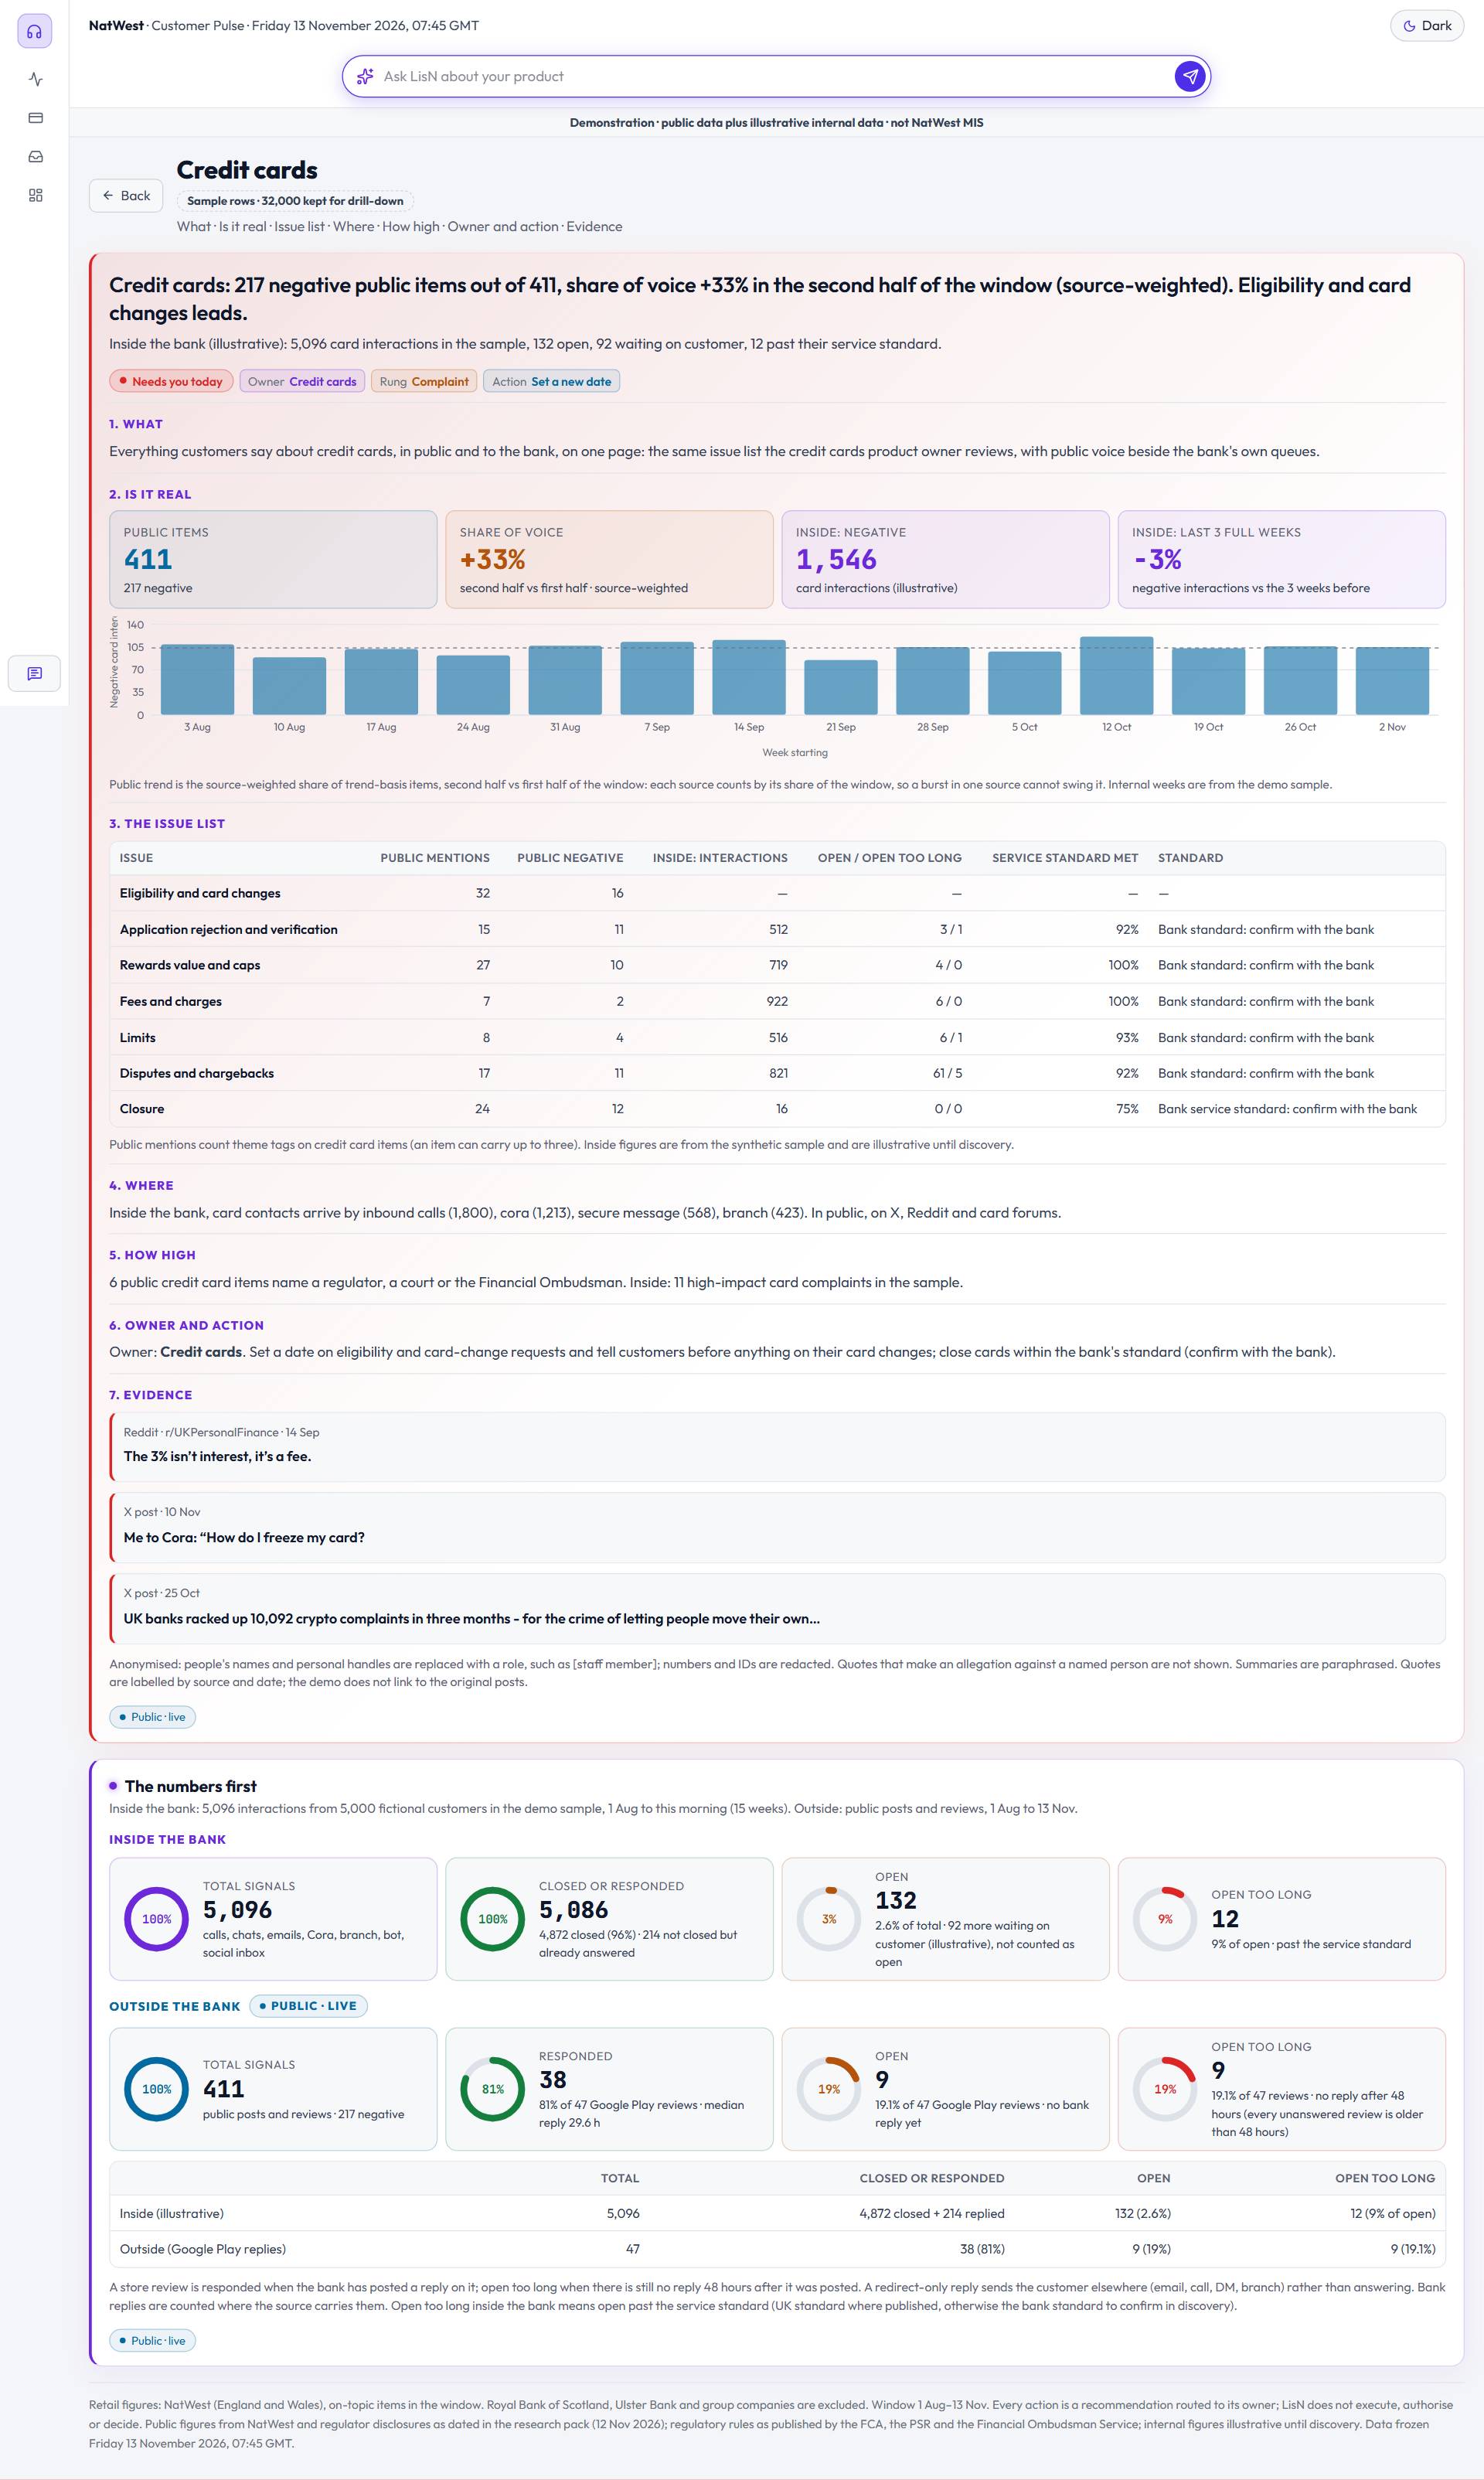 NatWest · Customer Pulse · Friday 13 November 2026, 07:45 GMT
Dark
Ask LisN about your product
Demonstration · public data plus illustrative internal data · not NatWest MIS
Back
Credit cards
Sample rows · 32,000 kept for drill-down
What · Is it real · Issue list · Where · How high · Owner and action · Evidence
Credit cards: 217 negative public items out of 411, share of voice +33% in the second half of the window (source-weighted). Eligibility and card
changes leads.
Inside the bank (illustrative): 5,096 card interactions in the sample, 132 open, 92 waiting on customer, 12 past their service standard.
Needs you today
Owner Credit cards
Rung Complaint
Action Set a new date
1. WHAT
Everything customers say about credit cards, in public and to the bank, on one page: the same issue list the credit cards product owner reviews, with public voice beside the bank's own queues.
2. IS IT REAL
PUBLIC ITEMS
411
217 negative
SHARE OF VOICE
+33%
second half vs first half · source-weighted
INSIDE: NEGATIVE
1,546
card interactions (illustrative)
INSIDE: LAST 3 FULL WEEKS
-3%
negative interactions vs the 3 weeks before
Negative card inter
140
105
70
35
0
3 Aug 10 Aug 17 Aug 24 Aug 31 Aug 7 Sep 14 Sep 21 Sep 28 Sep 5 Oct 12 Oct 19 Oct 26 Oct 2 Nov
Week starting
Public trend is the source-weighted share of trend-basis items, second half vs first half of the window: each source counts by its share of the window, so a burst in one source cannot swing it. Internal weeks are from the demo sample.
3. THE ISSUE LIST
ISSUE PUBLIC MENTIONS PUBLIC NEGATIVE INSIDE: INTERACTIONS OPEN / OPEN TOO LONG SERVICE STANDARD MET STANDARD
Eligibility and card changes 32 16 — — — —
Application rejection and verification 15 11 512 3 / 1 92% Bank standard: confirm with the bank
Rewards value and caps 27 10 719 4 / 0 100% Bank standard: confirm with the bank
Fees and charges 7 2 922 6 / 0 100% Bank standard: confirm with the bank
Limits 8 4 516 6 / 1 93% Bank standard: confirm with the bank
Disputes and chargebacks 17 11 821 61 / 5 92% Bank standard: confirm with the bank
Closure 24 12 16 0 / 0 75% Bank service standard: confirm with the bank
Public mentions count theme tags on credit card items (an item can carry up to three). Inside figures are from the synthetic sample and are illustrative until discovery.
4. WHERE
Inside the bank, card contacts arrive by inbound calls (1,800), cora (1,213), secure message (568), branch (423). In public, on X, Reddit and card forums.
5. HOW HIGH
6 public credit card items name a regulator, a court or the Financial Ombudsman. Inside: 11 high-impact card complaints in the sample.
6. OWNER AND ACTION
Owner: Credit cards. Set a date on eligibility and card-change requests and tell customers before anything on their card changes; close cards within the bank's standard (confirm with the bank).
7. EVIDENCE
Reddit · r/UKPersonalFinance · 14 Sep
The 3% isn’t interest, it’s a fee.
X post · 10 Nov
Me to Cora: “How do I freeze my card?
X post · 25 Oct
UK banks racked up 10,092 crypto complaints in three months - for the crime of letting people move their own…
Anonymised: people's names and personal handles are replaced with a role, such as [staff member]; numbers and IDs are redacted. Quotes that make an allegation against a named person are not shown. Summaries are paraphrased. Quotes
are labelled by source and date; the demo does not link to the original posts.
Public · live
The numbers first
Inside the bank: 5,096 interactions from 5,000 fictional customers in the demo sample, 1 Aug to this morning (15 weeks). Outside: public posts and reviews, 1 Aug to 13 Nov.
INSIDE THE BANK
100%
TOTAL SIGNALS
5,096
calls, chats, emails, Cora, branch, bot,
social inbox
100%
CLOSED OR RESPONDED
5,086
4,872 closed (96%) · 214 not closed but
already answered
3%
OPEN
132
2.6% of total · 92 more waiting on
customer (illustrative), not counted as
open
9%
OPEN TOO LONG
12
9% of open · past the service standard
OUTSIDE THE BANK
PUBLIC · LIVE
100%
TOTAL SIGNALS
411
public posts and reviews · 217 negative
81%
RESPONDED
38
81% of 47 Google Play reviews · median
reply 29.6 h
19%
OPEN
9
19.1% of 47 Google Play reviews · no bank
reply yet
19%
OPEN TOO LONG
9
19.1% of 47 reviews · no reply after 48
hours (every unanswered review is older
than 48 hours)
TOTAL CLOSED OR RESPONDED OPEN OPEN TOO LONG
Inside (illustrative) 5,096 4,872 closed + 214 replied 132 (2.6%) 12 (9% of open)
Outside (Google Play replies) 47 38 (81%) 9 (19%) 9 (19.1%)
A store review is responded when the bank has posted a reply on it; open too long when there is still no reply 48 hours after it was posted. A redirect-only reply sends the customer elsewhere (email, call, DM, branch) rather than answering. Bank
replies are counted where the source carries them. Open too long inside the bank means open past the service standard (UK standard where published, otherwise the bank standard to confirm in discovery).
Public · live
Retail figures: NatWest (England and Wales), on-topic items in the window. Royal Bank of Scotland, Ulster Bank and group companies are excluded. Window 1 Aug–13 Nov. Every action is a recommendation routed to its owner; LisN does not execute, authorise
or decide. Public figures from NatWest and regulator disclosures as dated in the research pack (12 Nov 2026); regulatory rules as published by the FCA, the PSR and the Financial Ombudsman Service; internal figures illustrative until discovery. Data frozen
Friday 13 November 2026, 07:45 GMT.